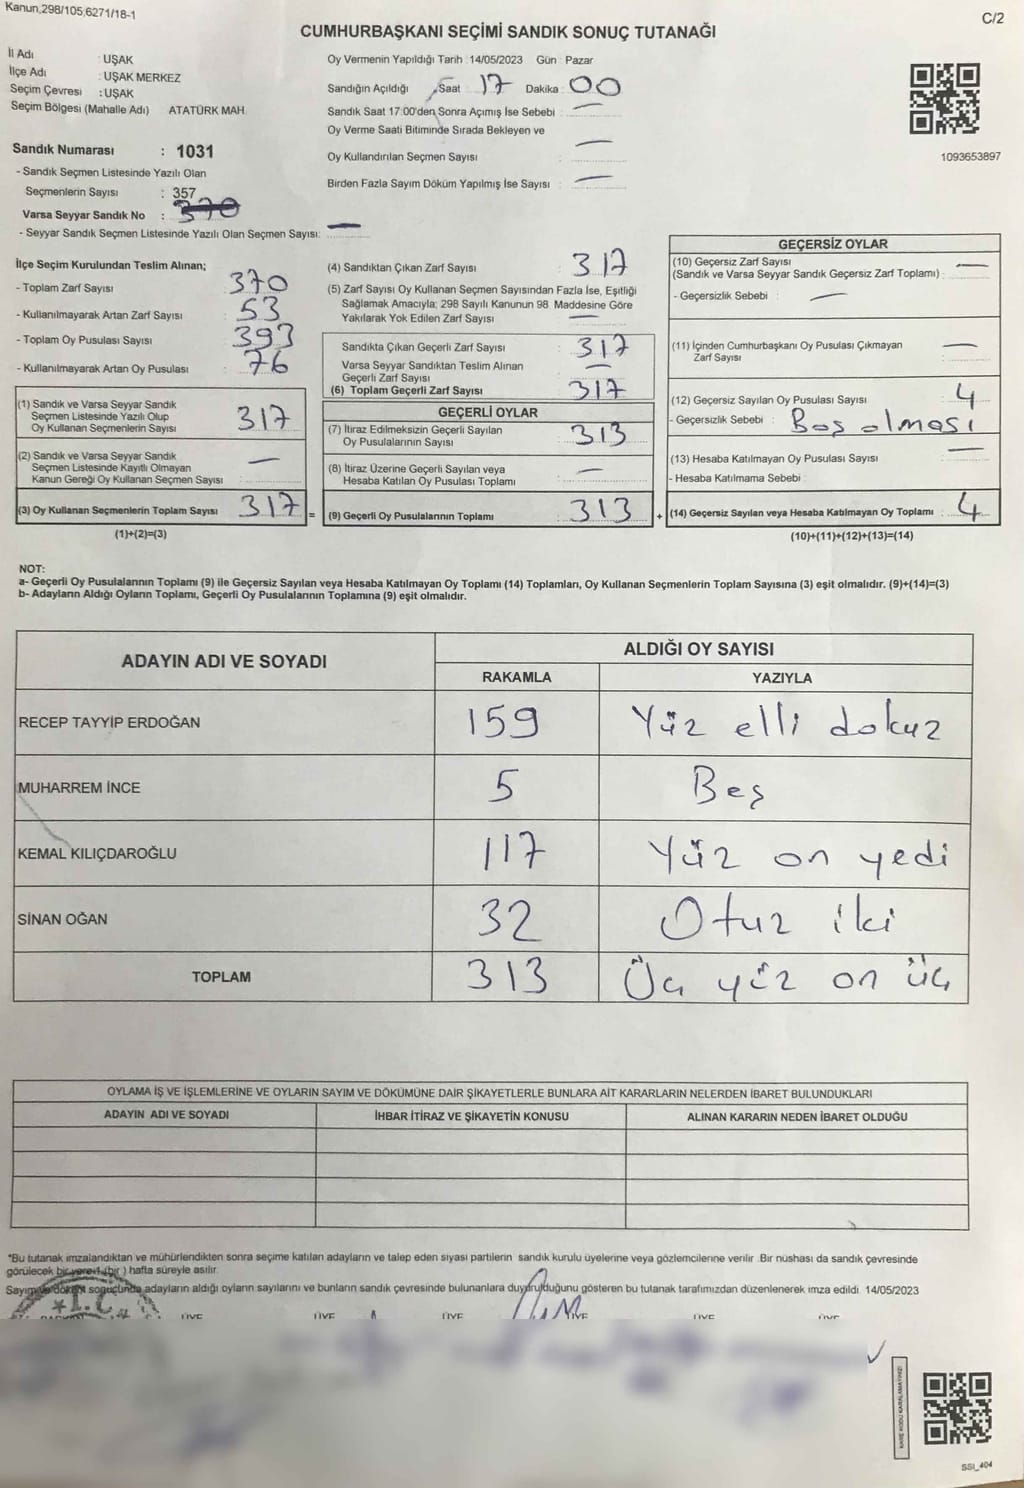 Kanun,298/105,6271/18-1
C/2
CUMHURBAŞKANI SEÇİMİ SANDIK SONUÇ TUTANAĞI
İl Adı : UŞAK
İlçe Adı : UŞAK MERKEZ
Seçim Çevresi : UŞAK
Seçim Bölgesi (Mahalle Adı) ATATÜRK MAH.
Sandık Numarası : 1031
- Sandık Seçmen Listesinde Yazılı Olan
Seçmenlerin Sayısı : 357
Varsa Seyyar Sandık No : 370
- Seyyar Sandık Seçmen Listesinde Yazılı Olan Seçmen Sayısı: —
Oy Vermenin Yapıldığı Tarih : 14/05/2023 Gün : Pazar
Sandığın Açıldığı Saat 17 Dakika : 00
Sandık Saat 17:00'den Sonra Açımış İse Sebebi : —
Oy Verme Saati Bitiminde Sırada Bekleyen ve
Oy Kullandırılan Seçmen Sayısı : —
Birden Fazla Sayım Döküm Yapılmış İse Sayısı : —
1093653897
İlçe Seçim Kurulundan Teslim Alınan;
- Toplam Zarf Sayısı : 370
- Kullanılmayarak Artan Zarf Sayısı : 53
- Toplam Oy Pusulası Sayısı : 393
- Kullanılmayarak Artan Oy Pusulası : 76
(1) Sandık ve Varsa Seyyar Sandık
Seçmen Listesinde Yazılı Olup
Oy Kullanan Seçmenlerin Sayısı : 317
(2) Sandık ve Varsa Seyyar Sandık
Seçmen Listesinde Kayıtlı Olmayan
Kanun Gereği Oy Kullanan Seçmen Sayısı : —
(3) Oy Kullanan Seçmenlerin Toplam Sayısı : 317 =
(1)+(2)=(3)
(4) Sandıktan Çıkan Zarf Sayısı : 317
(5) Zarf Sayısı Oy Kullanan Seçmen Sayısından Fazla İse, Eşitliği
Sağlamak Amacıyla; 298 Sayılı Kanunun 98 Maddesine Göre
Yakılarak Yok Edilen Zarf Sayısı : —
Sandıkta Çıkan Geçerli Zarf Sayısı : 317
Varsa Seyyar Sandıktan Teslim Alınan
Geçerli Zarf Sayısı : —
(6) Toplam Geçerli Zarf Sayısı : 317
GEÇERLİ OYLAR
(7) İtiraz Edilmeksizin Geçerli Sayılan
Oy Pusulalarının Sayısı : 313
(8) İtiraz Üzerine Geçerli Sayılan veya
Hesaba Katılan Oy Pusulası Toplamı : —
(9) Geçerli Oy Pusulalarının Toplamı : 313 +
GEÇERSİZ OYLAR
(10) Geçersiz Zarf Sayısı —
(Sandık ve Varsa Seyyar Sandık Geçersiz Zarf Toplamı) :
- Geçersizlik Sebebi : —
(11) İçinden Cumhurbaşkanı Oy Pusulası Çıkmayan
Zarf Sayısı : —
(12) Geçersiz Sayılan Oy Pusulası Sayısı : 4
- Geçersizlik Sebebi : Boş olması
(13) Hesaba Katılmayan Oy Pusulası Sayısı : —
- Hesaba Katılmama Sebebi :
(14) Geçersiz Sayılan veya Hesaba Katılmayan Oy Toplamı : 4
(10)+(11)+(12)+(13)=(14)
NOT:
a- Geçerli Oy Pusulalarının Toplamı (9) ile Geçersiz Sayılan veya Hesaba Katılmayan Oy Toplamı (14) Toplamları, Oy Kullanan Seçmenlerin Toplam Sayısına (3) eşit olmalıdır. (9)+(14)=(3)
b- Adayların Aldığı Oyların Toplamı, Geçerli Oy Pusulalarının Toplamına (9) eşit olmalıdır.
ADAYIN ADI VE SOYADI ALDIĞI OY SAYISI
RAKAMLA YAZIYLA
RECEP TAYYİP ERDOĞAN 159 Yüz elli dokuz
MUHARREM İNCE 5 Beş
KEMAL KILIÇDAROĞLU 117 Yüz on yedi
SİNAN OĞAN 32 Otuz iki
TOPLAM 313 Üç yüz on üç
OYLAMA İŞ VE İŞLEMLERİNE VE OYLARIN SAYIM VE DÖKÜMÜNE DAİR ŞİKAYETLERLE BUNLARA AİT KARARLARIN NELERDEN İBARET BULUNDUKLARI
ADAYIN ADI VE SOYADI İHBAR İTİRAZ VE ŞİKAYETİN KONUSU ALINAN KARARIN NEDEN İBARET OLDUĞU
*Bu tutanak imzalandıktan ve mühürlendikten sonra seçime katılan adayların ve talep eden siyasi partilerin sandık kurulu üyelerine veya gözlemcilerine verilir. Bir nüshası da sandık çevresinde
görülecek bir yere 1 (bir) hafta süreyle asılır.
Sayım ve döküm sonucunda adayların aldığı oyların sayılarını ve bunların sandık çevresinde bulunanlara duyurulduğunu gösteren bu tutanak tarafımızdan düzenlenerek imza edildi. 14/05/2023
*T.C.
ÜYE ÜYE ÜYE ÜYE ÜYE ÜYE
KARE KODU KARALAMAYINIZ!
SSI_404